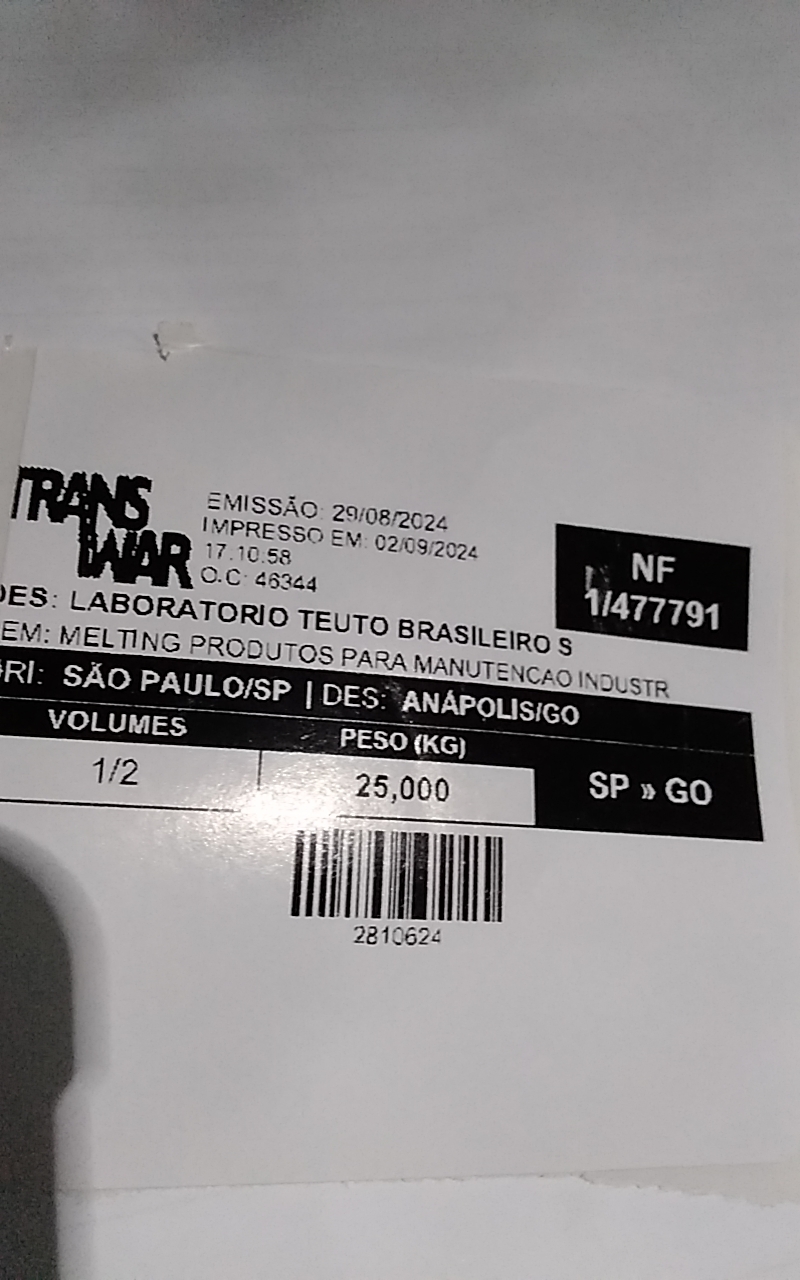 TRANS
WAR
EMISSÃO: 29/08/2024
IMPRESSO EM: 02/09/2024
17.10.58
O.C: 46344
NF
1/477791
DES: LABORATORIO TEUTO BRASILEIRO S
EM: MELTING PRODUTOS PARA MANUTENCAO INDUSTR
ORI: SÃO PAULO/SP | DES: ANÁPOLIS/GO
VOLUMES
PESO (KG)
1/2
25,000
SP » GO
2810624